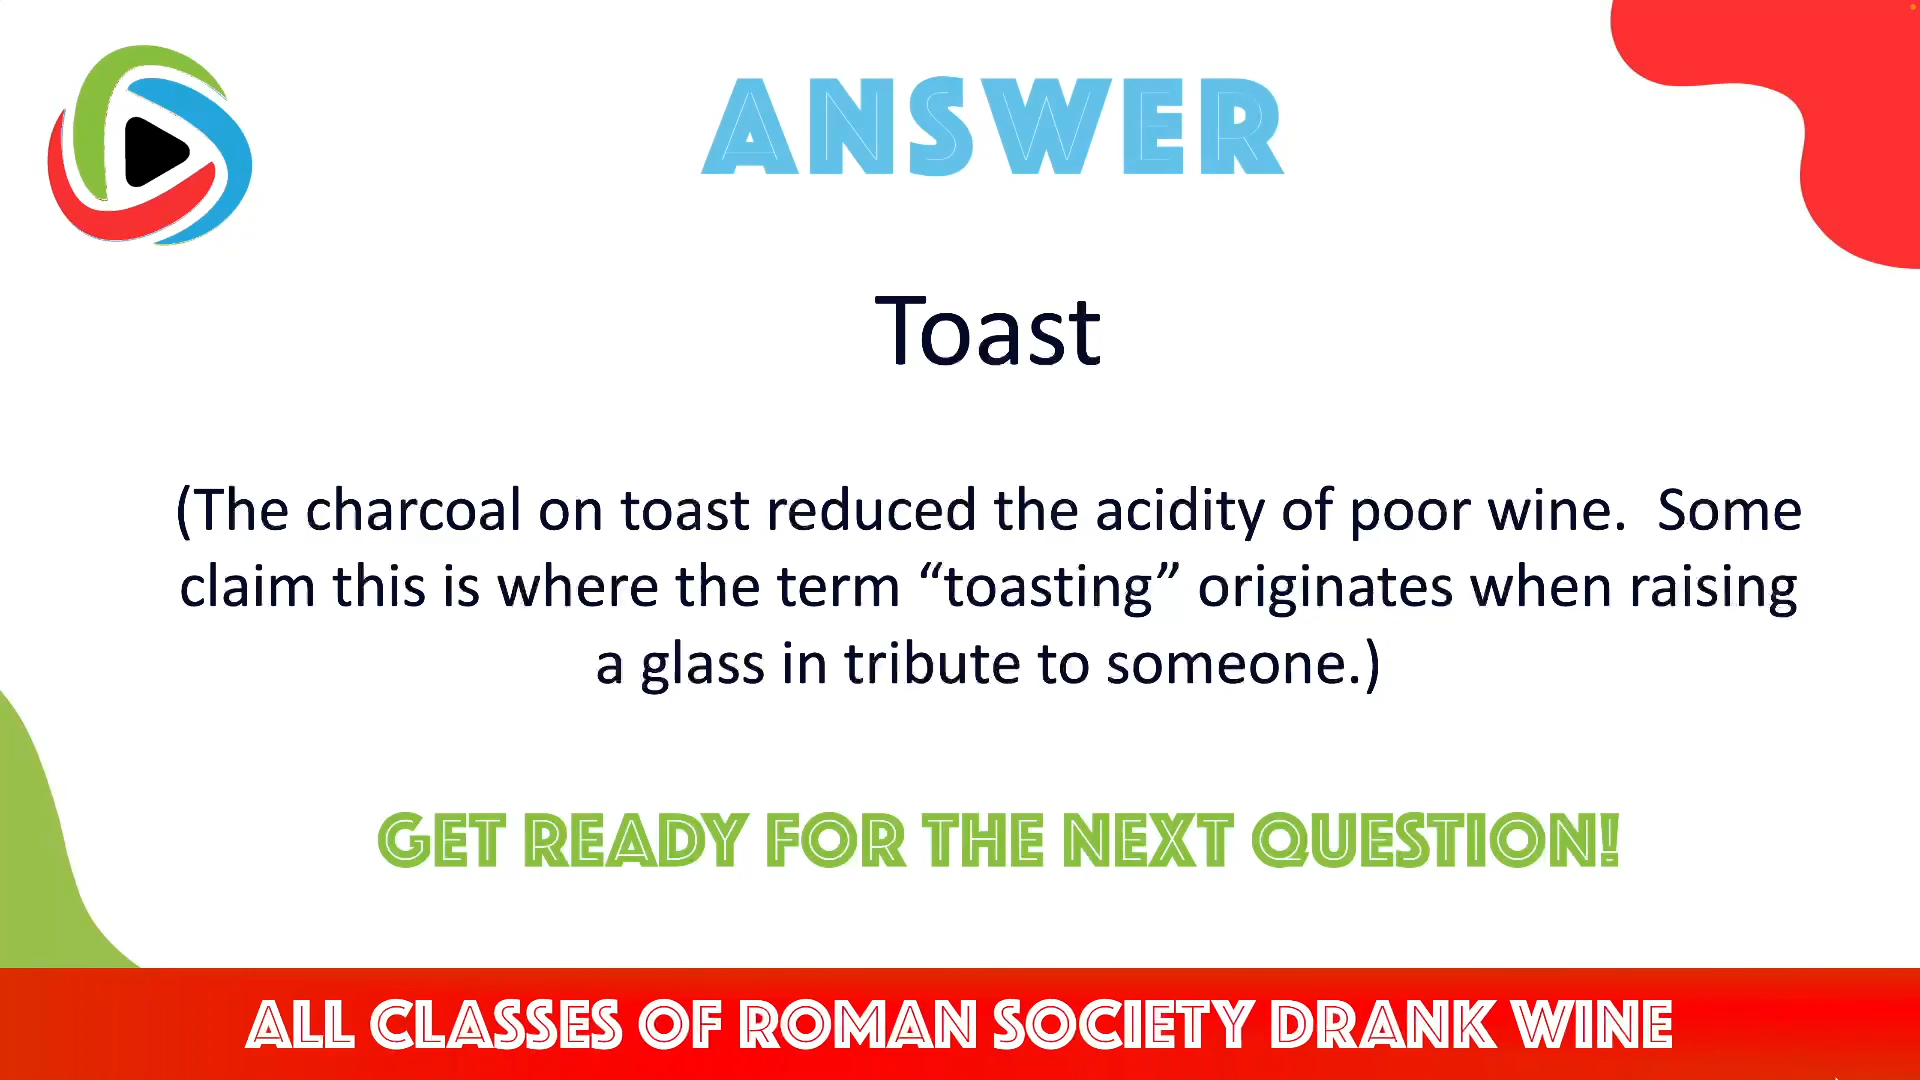 ANSWER
Toast
(The charcoal on toast reduced the acidity of poor wine.  Some
claim this is where the term “toasting” originates when raising
a glass in tribute to someone.)
GET READY FOR THE NEXT QUESTION!
ALL CLASSES OF ROMAN SOCIETY DRANK WINE